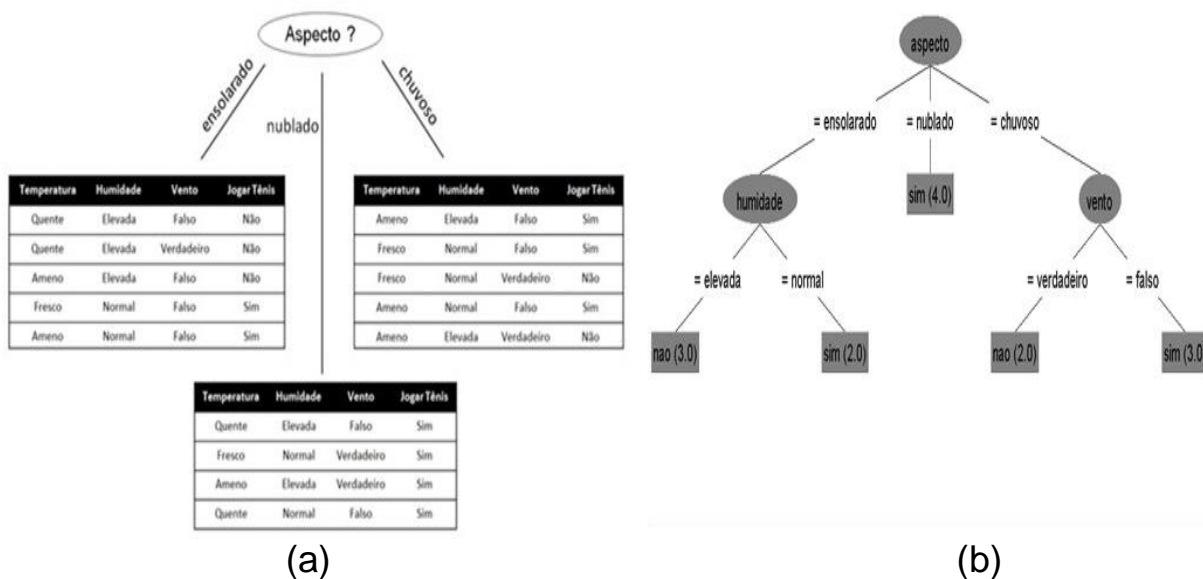 Aspecto ?
ensolarado
nublado
chuvoso
Temperatura Humidade Vento Jogar Tênis
Quente Elevada Falso Não
Quente Elevada Verdadeiro Não
Ameno Elevada Falso Não
Fresco Normal Falso Sim
Ameno Normal Falso Sim
Temperatura Humidade Vento Jogar Tênis
Ameno Elevada Falso Sim
Fresco Normal Falso Sim
Fresco Normal Verdadeiro Não
Ameno Normal Falso Sim
Ameno Elevada Verdadeiro Não
Temperatura Humidade Vento Jogar Tênis
Quente Elevada Falso Sim
Fresco Normal Verdadeiro Sim
Ameno Elevada Verdadeiro Sim
Quente Normal Falso Sim
(a)
aspecto
= ensolarado = nublado = chuvoso
humidade sim (4.0) vento
= elevada = normal = verdadeiro = falso
nao (3.0) sim (2.0) nao (2.0) sim (3.0)
(b)